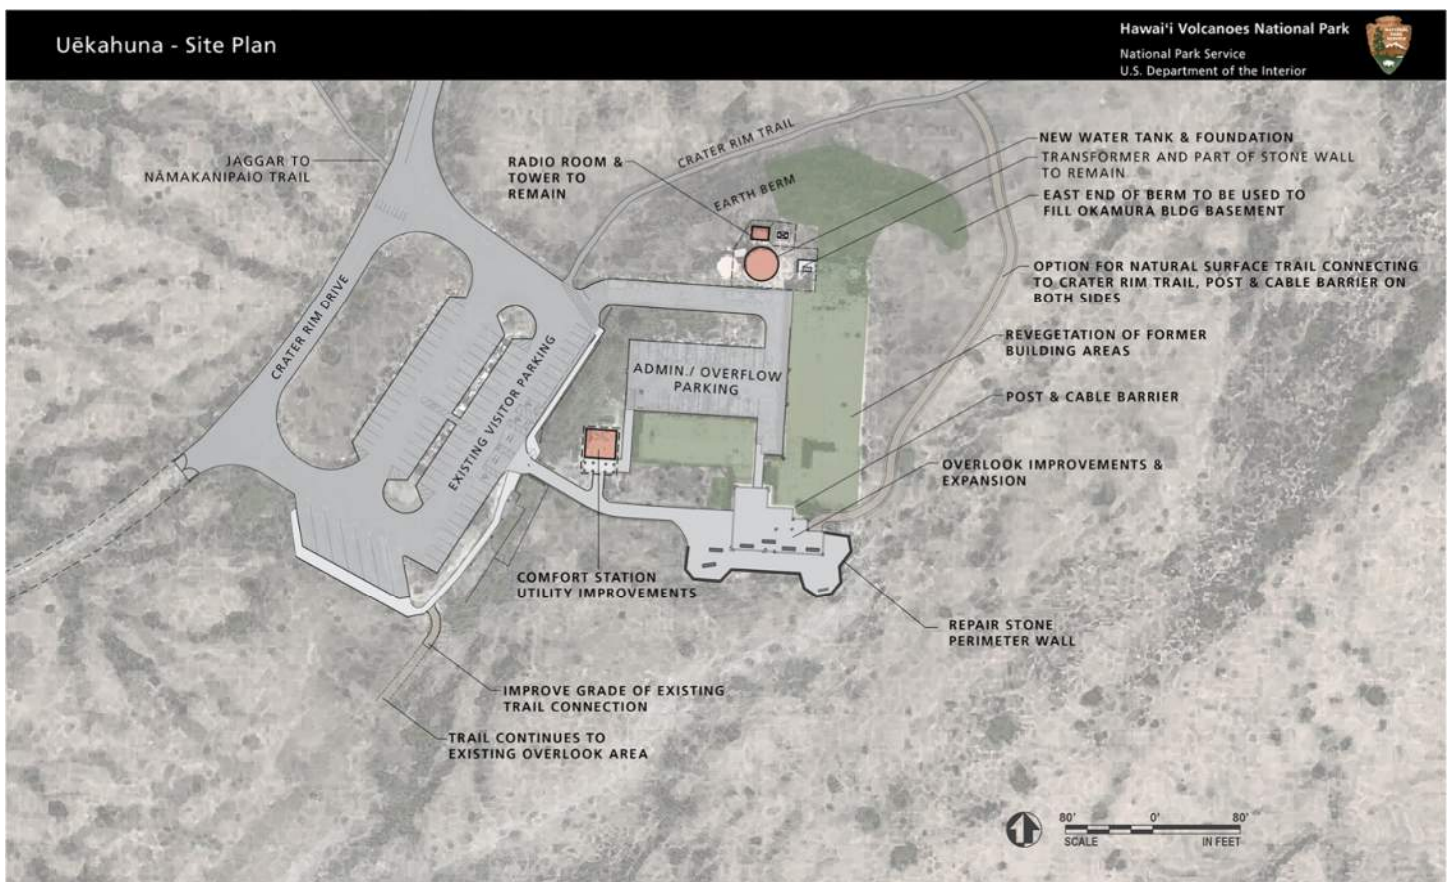 Uēkahuna - Site Plan
Hawai‘i Volcanoes National Park
National Park Service
U.S. Department of the Interior
JAGGAR TO
NĀMAKANIPAIO TRAIL
RADIO ROOM &
TOWER TO
REMAIN
CRATER RIM TRAIL
EARTH BERM
NEW WATER TANK & FOUNDATION
TRANSFORMER AND PART OF STONE WALL
TO REMAIN
EAST END OF BERM TO BE USED TO
FILL OKAMURA BLDG BASEMENT
OPTION FOR NATURAL SURFACE TRAIL CONNECTING
TO CRATER RIM TRAIL, POST & CABLE BARRIER ON
BOTH SIDES
CRATER RIM DRIVE
EXISTING VISITOR PARKING
ADMIN./ OVERFLOW
PARKING
REVEGETATION OF FORMER
BUILDING AREAS
POST & CABLE BARRIER
OVERLOOK IMPROVEMENTS &
EXPANSION
COMFORT STATION
UTILITY IMPROVEMENTS
REPAIR STONE
PERIMETER WALL
IMPROVE GRADE OF EXISTING
TRAIL CONNECTION
TRAIL CONTINUES TO
EXISTING OVERLOOK AREA
80' 0' 80'
SCALE IN FEET